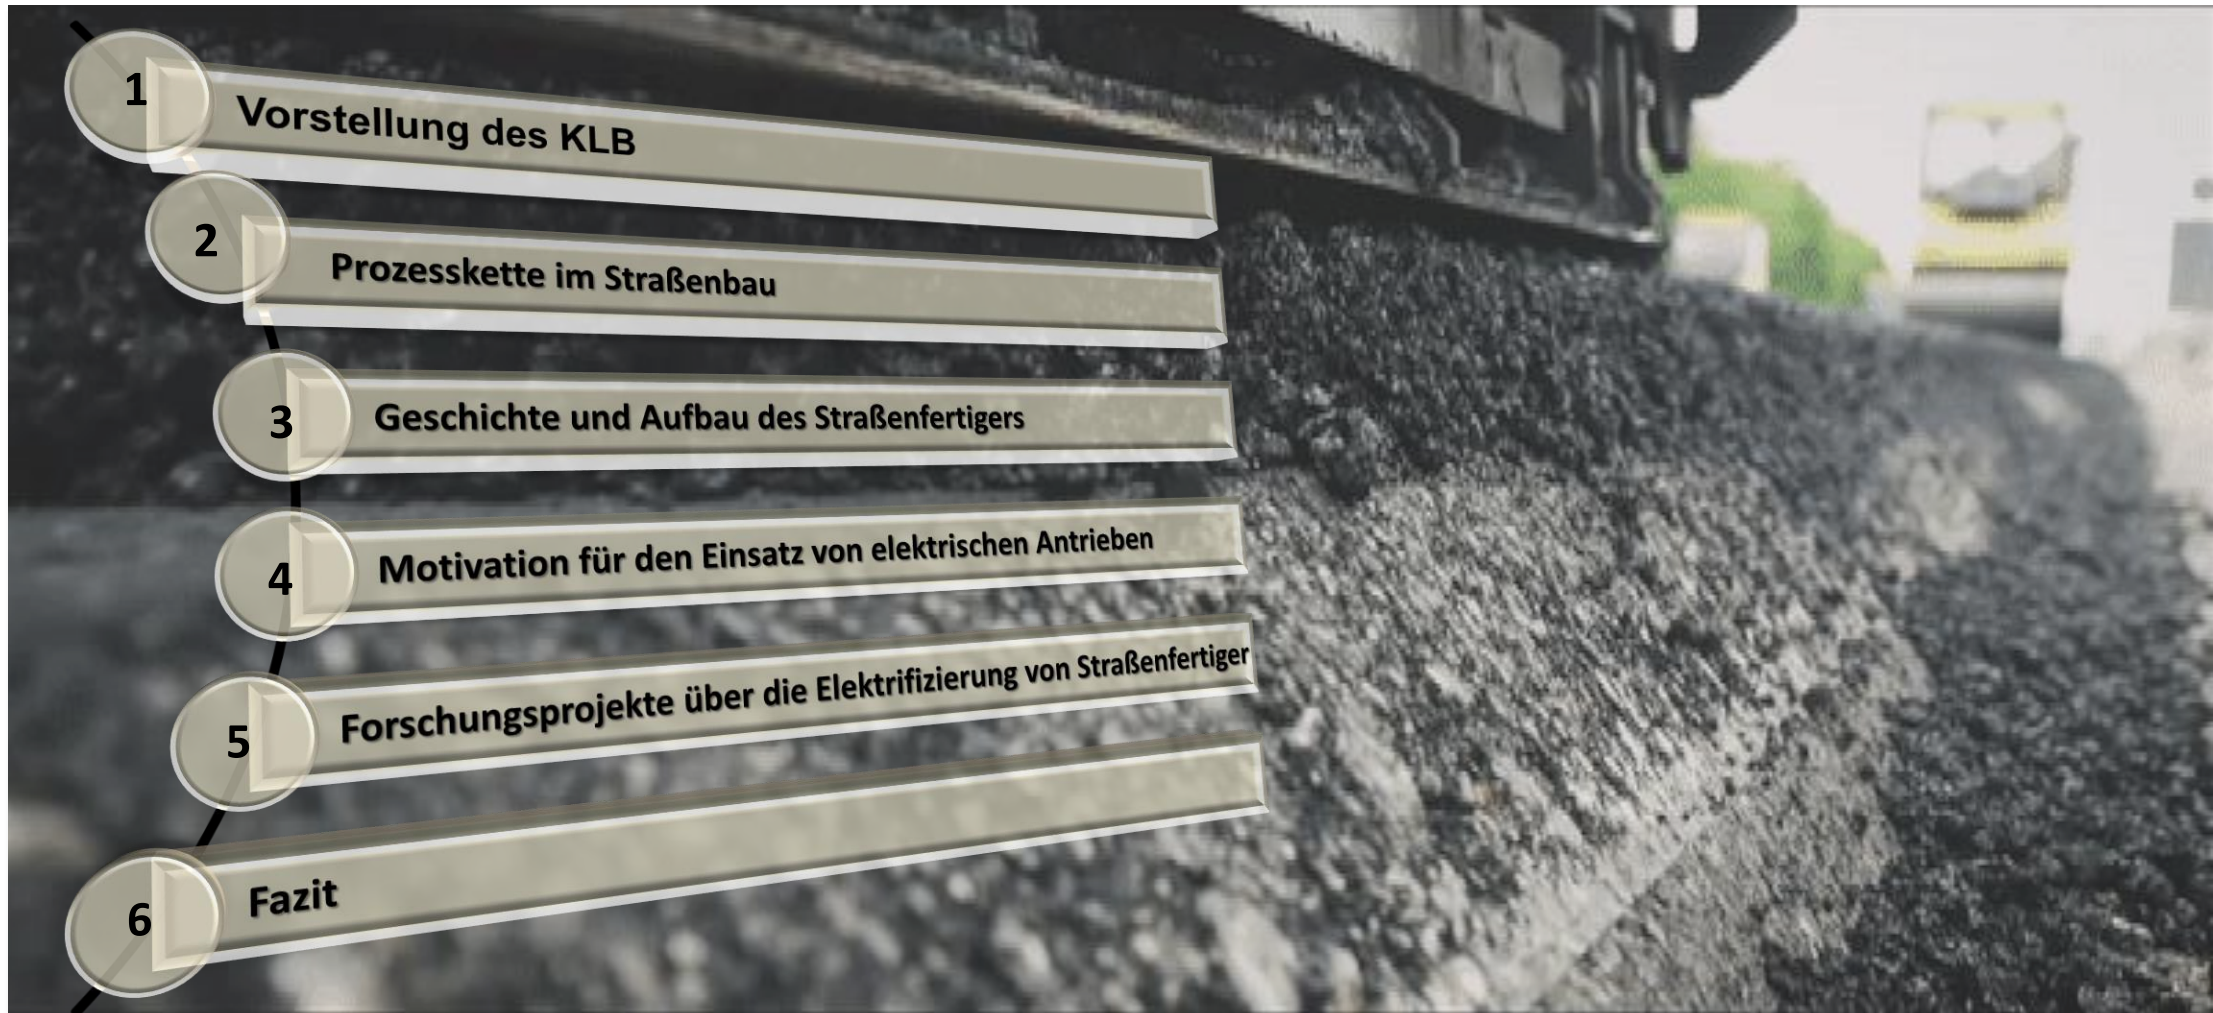 1 Vorstellung des KLB
2 Prozesskette im Straßenbau
3 Geschichte und Aufbau des Straßenfertigers
4 Motivation für den Einsatz von elektrischen Antrieben
5 Forschungsprojekte über die Elektrifizierung von Straßenfertiger
6 Fazit